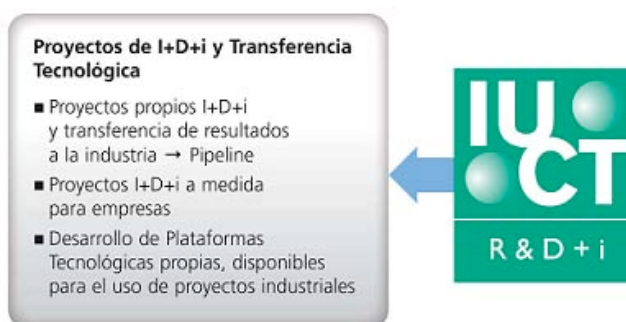 Proyectos de I+D+i y Transferencia
Tecnológica
■ Proyectos propios I+D+i
y transferencia de resultados
a la industria → Pipeline
■ Proyectos I+D+i a medida
para empresas
■ Desarrollo de Plataformas
Tecnológicas propias, disponibles
para el uso de proyectos industriales
IU
CT
R & D + i